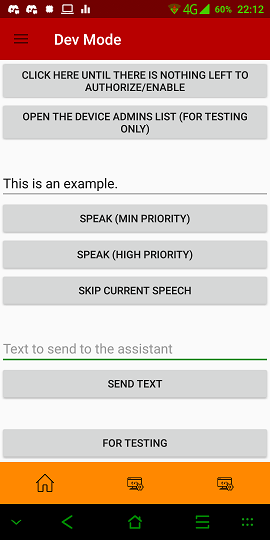 4G 60% 22:12
Dev Mode
CLICK HERE UNTIL THERE IS NOTHING LEFT TO
AUTHORIZE/ENABLE
OPEN THE DEVICE ADMINS LIST (FOR TESTING
ONLY)
This is an example.
SPEAK (MIN PRIORITY)
SPEAK (HIGH PRIORITY)
SKIP CURRENT SPEECH
Text to send to the assistant
SEND TEXT
FOR TESTING